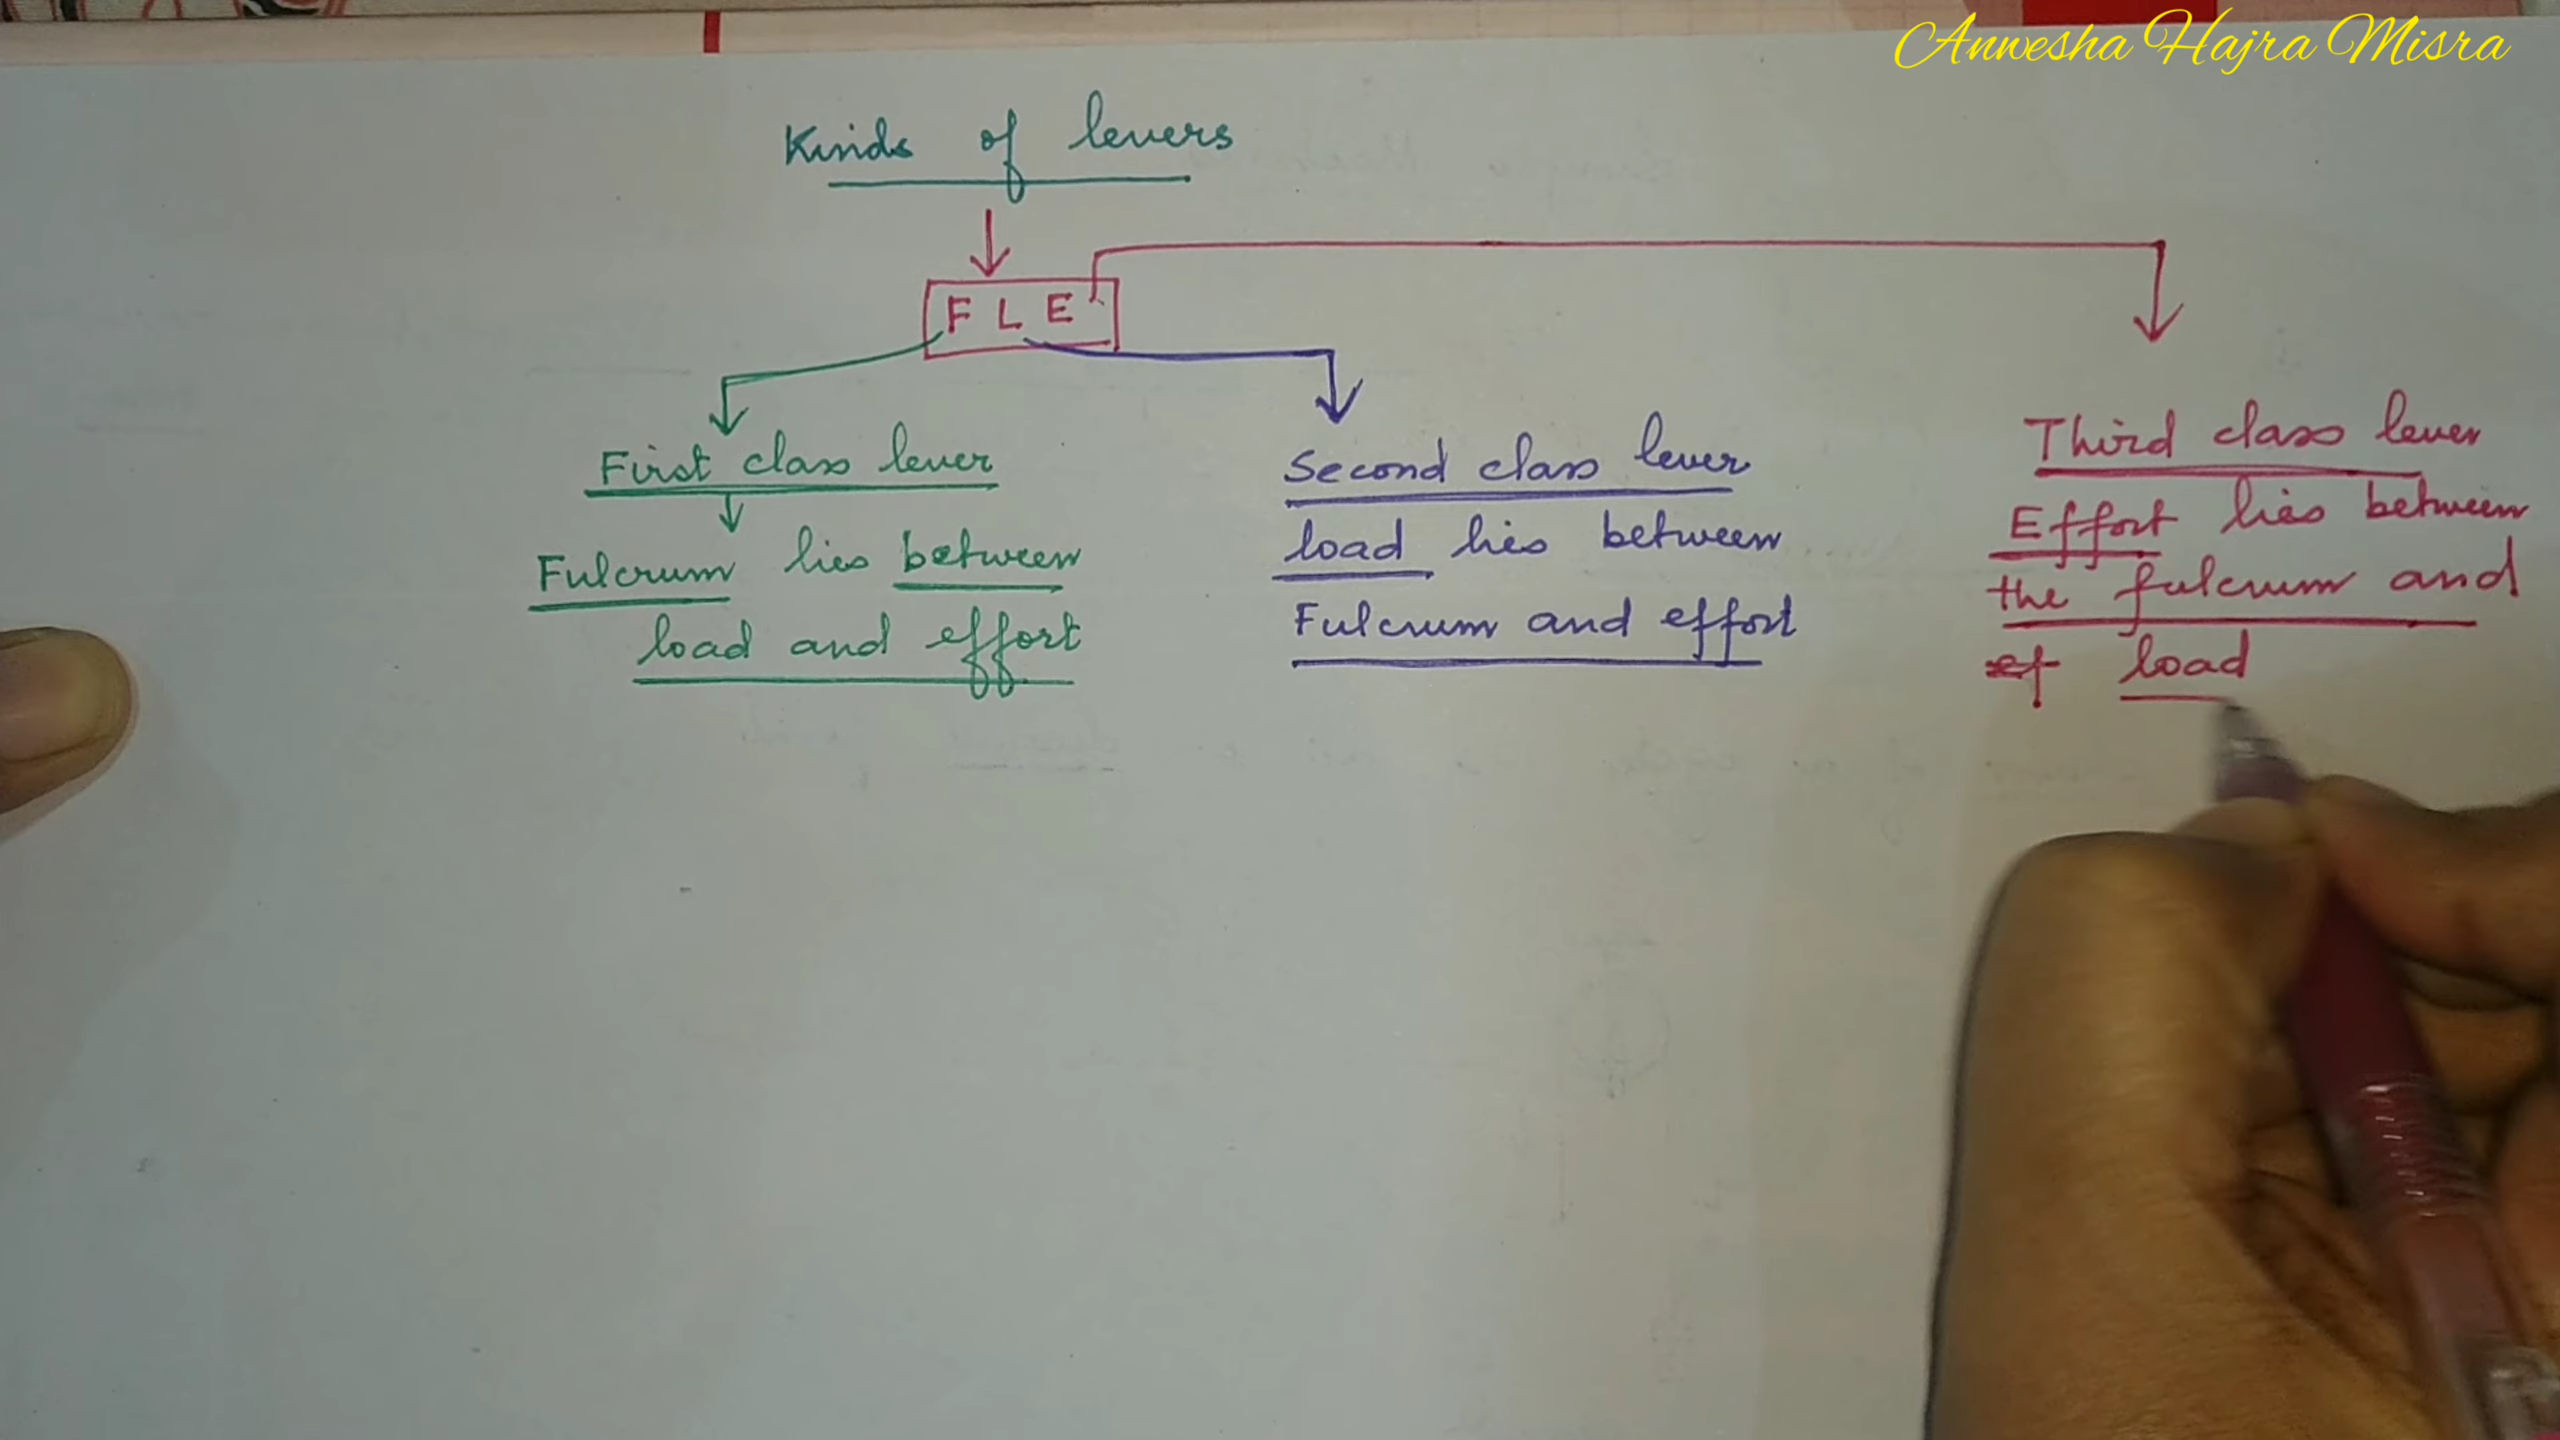 Anwesha Hajra Misra
Kinds of levers
F L E
First class lever
Fulcrum lies between
load and effort
Second class lever
load lies between
Fulcrum and effort
Third class lever
Effort lies between
the fulcrum and
load